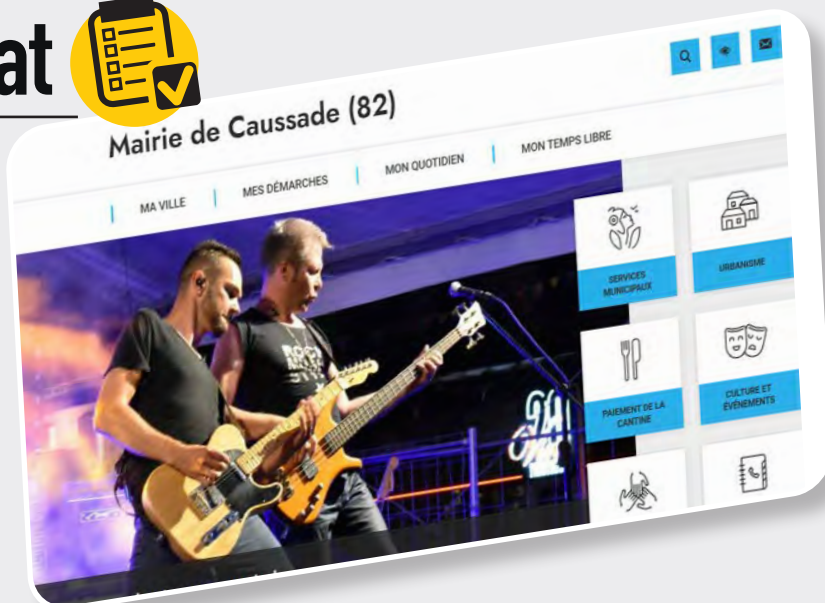 at
Mairie de Caussade (82)
MA VILLE
MES DÉMARCHES
MON QUOTIDIEN
MON TEMPS LIBRE
SERVICES
MUNICIPAUX
URBANISME
PAIEMENT DE LA
CANTINE
CULTURE ET
ÉVÉNEMENTS